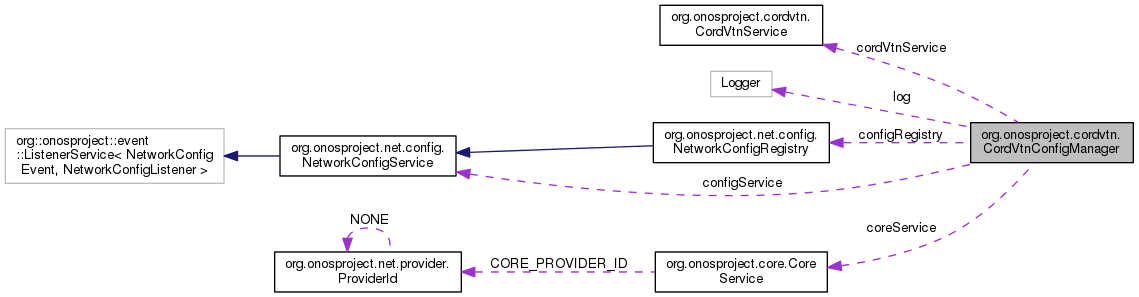 org.onosproject.cordvtn.
CordVtnService
cordVtnService
Logger
log
org::onosproject::event
::ListenerService< NetworkConfig
Event, NetworkConfigListener >
org.onosproject.net.config.
NetworkConfigService
org.onosproject.net.config.
NetworkConfigRegistry
configRegistry
org.onosproject.cordvtn.
CordVtnConfigManager
configService
NONE
coreService
org.onosproject.net.provider.
ProviderId
CORE_PROVIDER_ID
org.onosproject.core.Core
Service